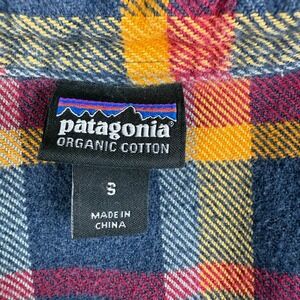 patagonia
ORGANIC COTTON
S
MADE IN
CHINA